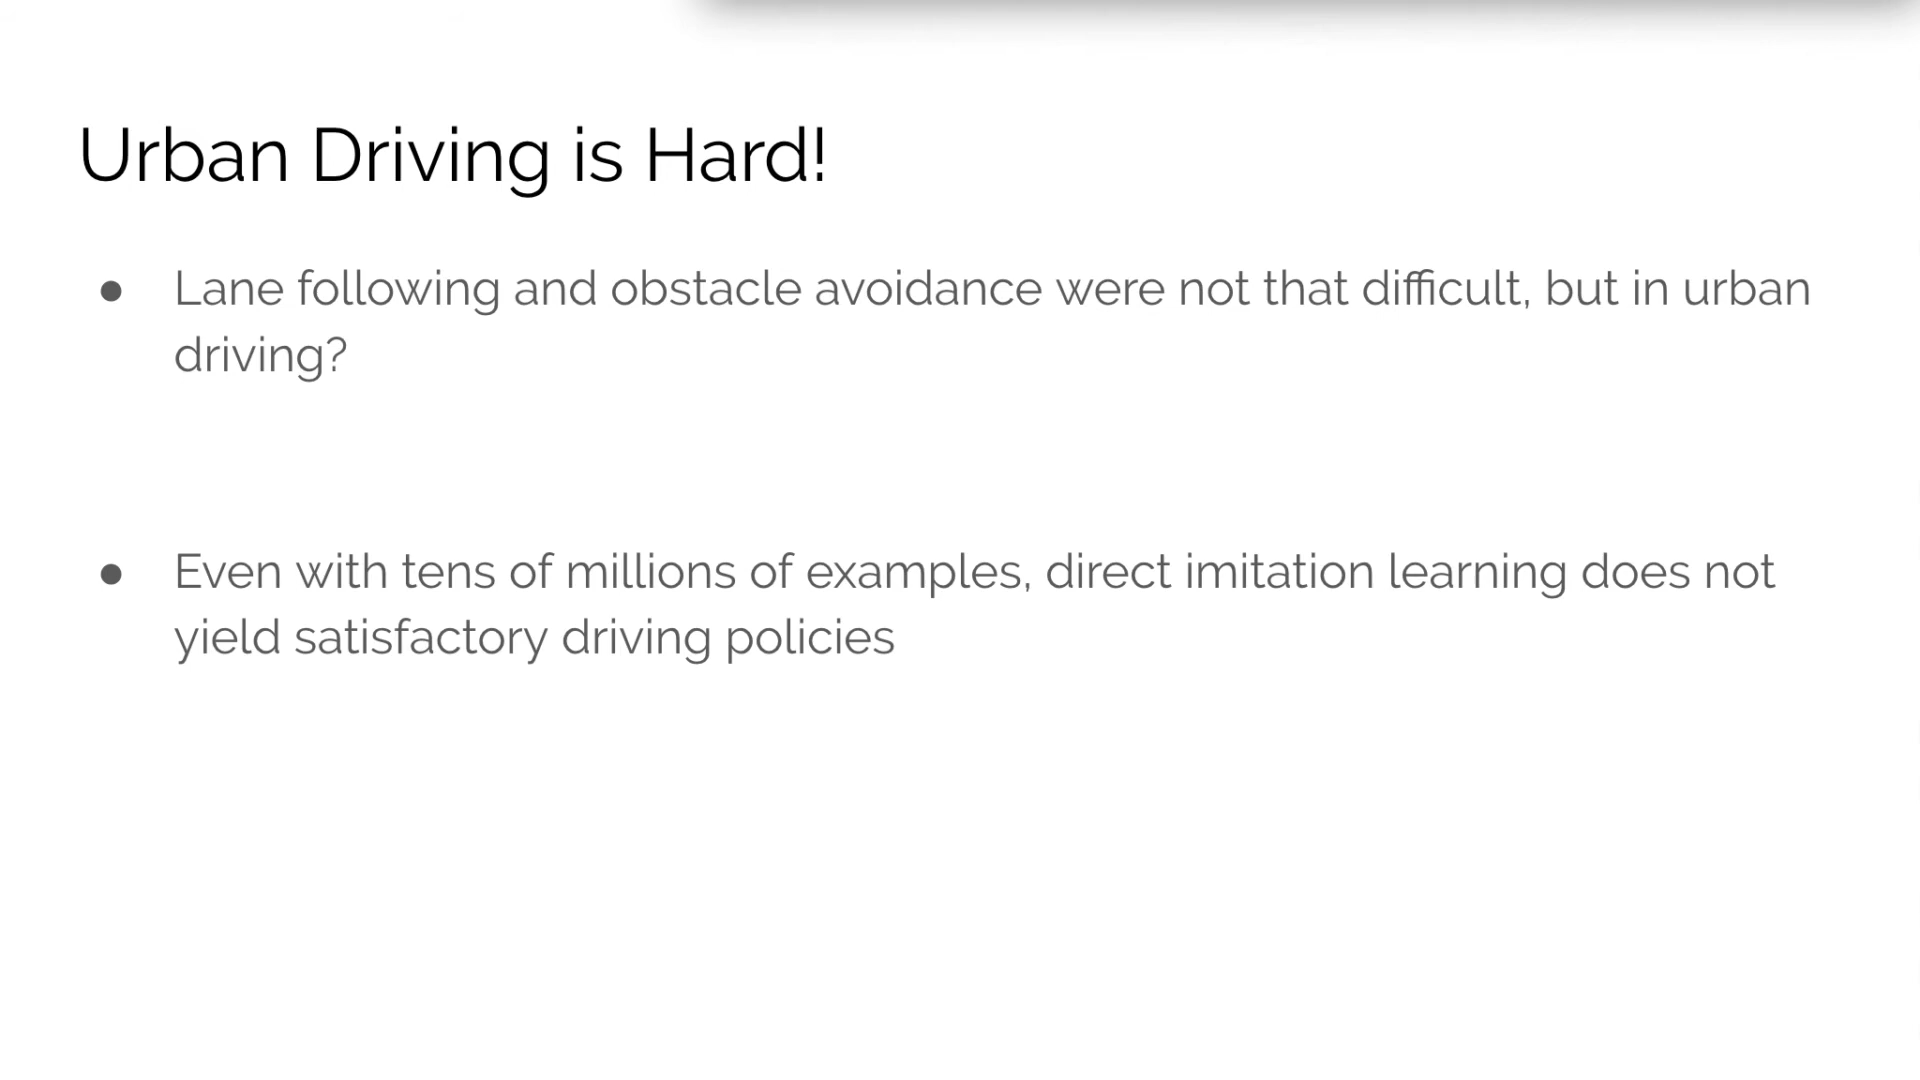 Urban Driving is Hard!
● Lane following and obstacle avoidance were not that difficult, but in urban
driving?
● Even with tens of millions of examples, direct imitation learning does not
yield satisfactory driving policies